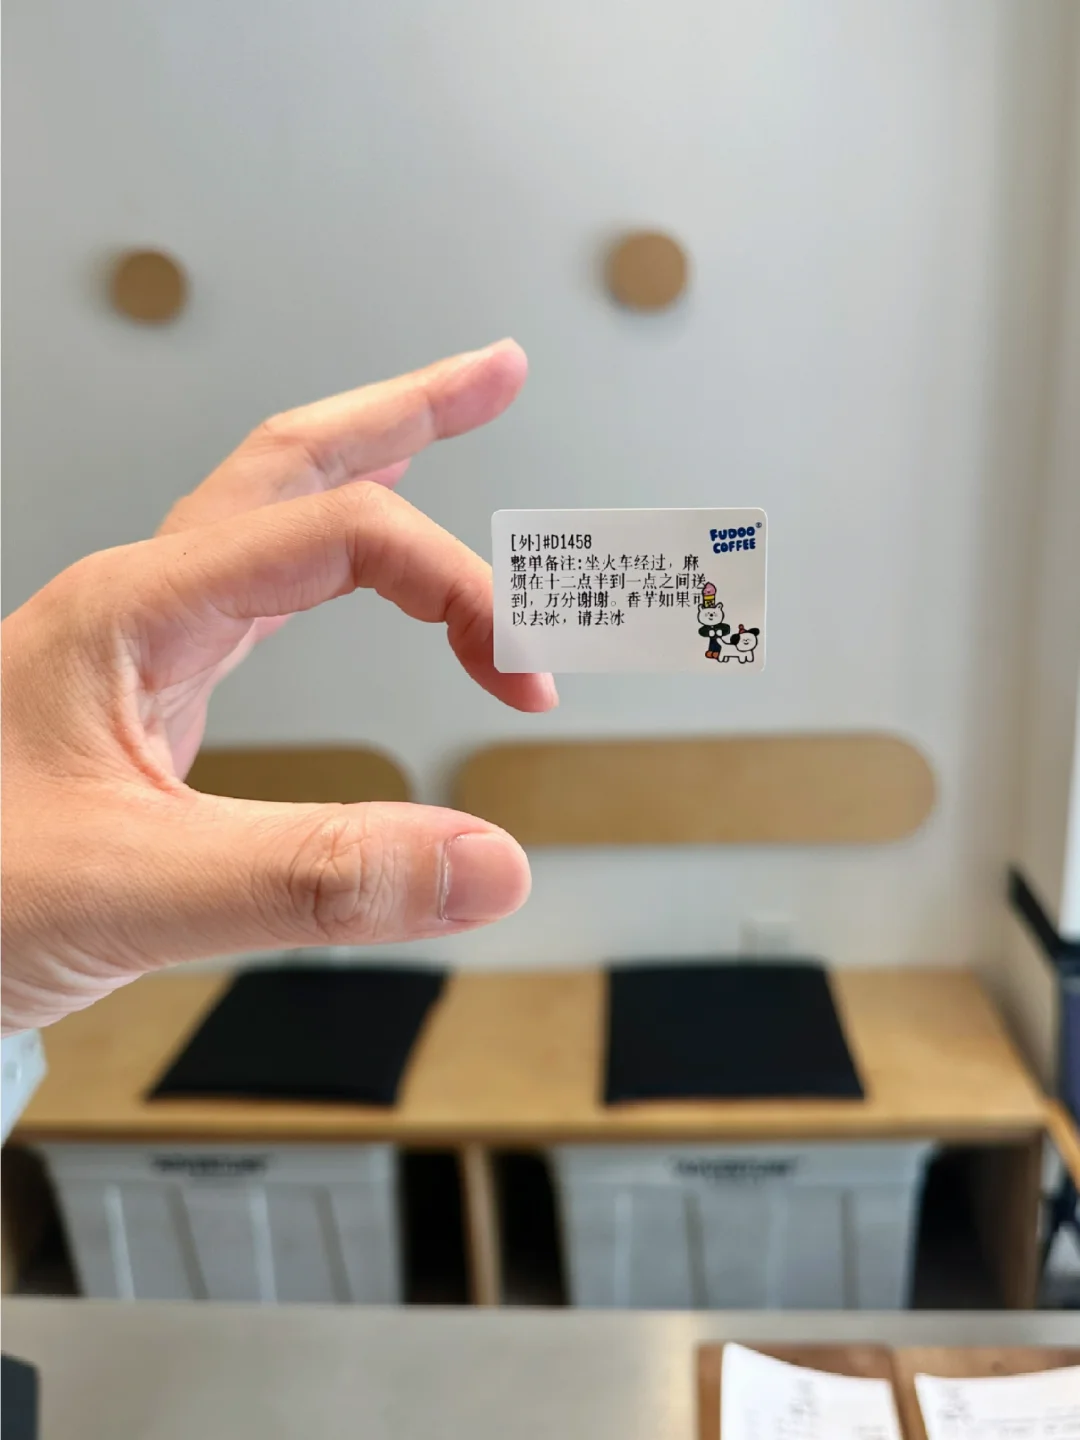 [外]#D1458
FUDOO®
COFFEE
整单备注:坐火车经过，麻
烦在十二点半到一点之间送
到，万分谢谢。香芋如果可
以去冰，请去冰